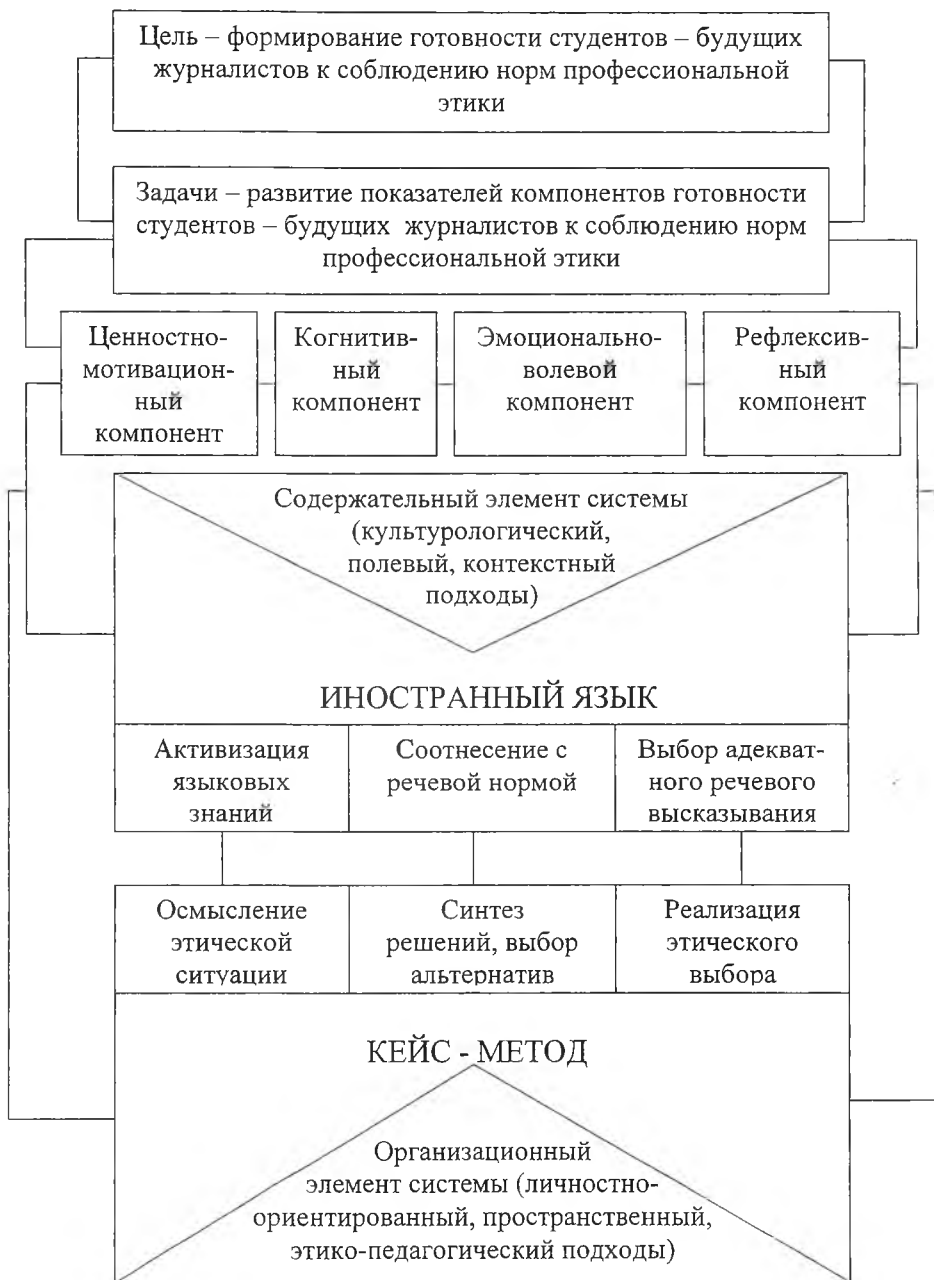 Цель – формирование готовности студентов – будущих
журналистов к соблюдению норм профессиональной
этики
Задачи – развитие показателей компонентов готовности
студентов – будущих журналистов к соблюдению норм
профессиональной этики
Ценностно-
мотивацион-
ный
компонент
Когнитив-
ный
компонент
Эмоционально-
волевой
компонент
Рефлексив-
ный
компонент
Содержательный элемент системы
(культурологический,
полевый, контекстный
подходы)
ИНОСТРАННЫЙ ЯЗЫК
Активизация
языковых
знаний
Соотнесение с
речевой нормой
Выбор адекват-
ного речевого
высказывания
Осмысление
этической
ситуации
Синтез
решений, выбор
альтернатив
Реализация
этического
выбора
КЕЙС - МЕТОД
Организационный
элемент системы (личностно-
ориентированный, пространственный,
этико-педагогический подходы)